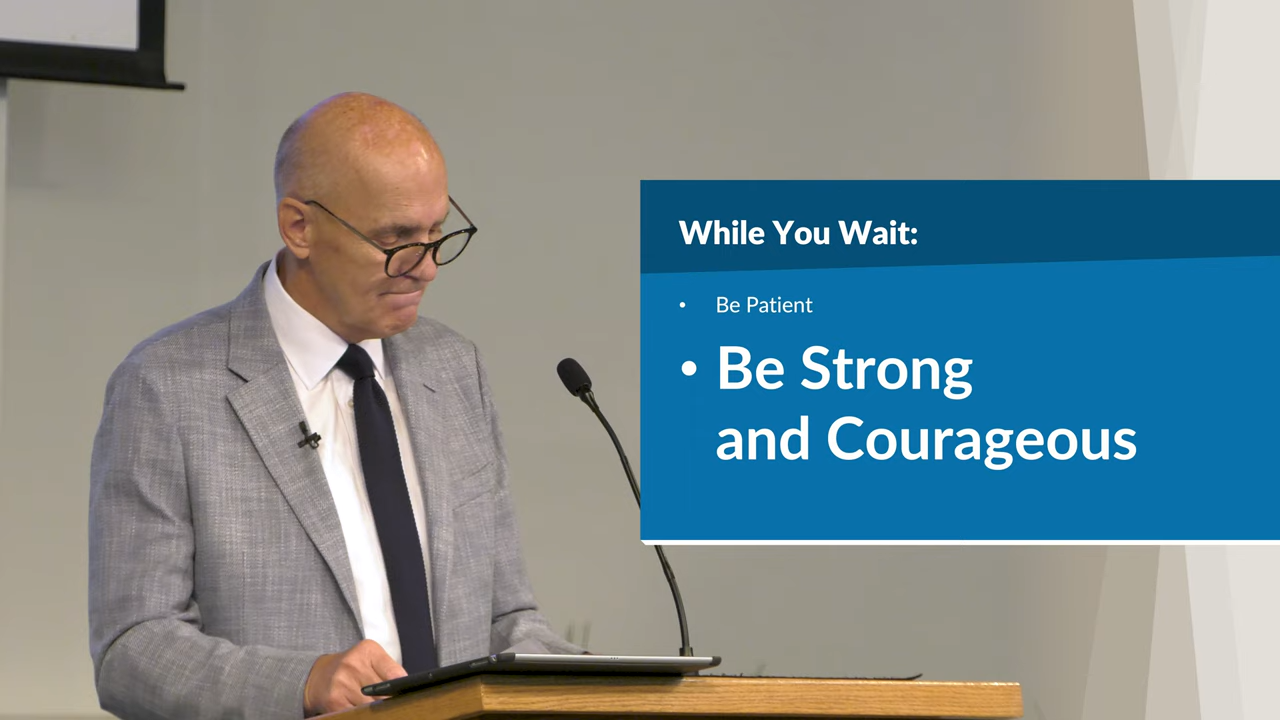 While You Wait:
• Be Patient
• Be Strong
and Courageous